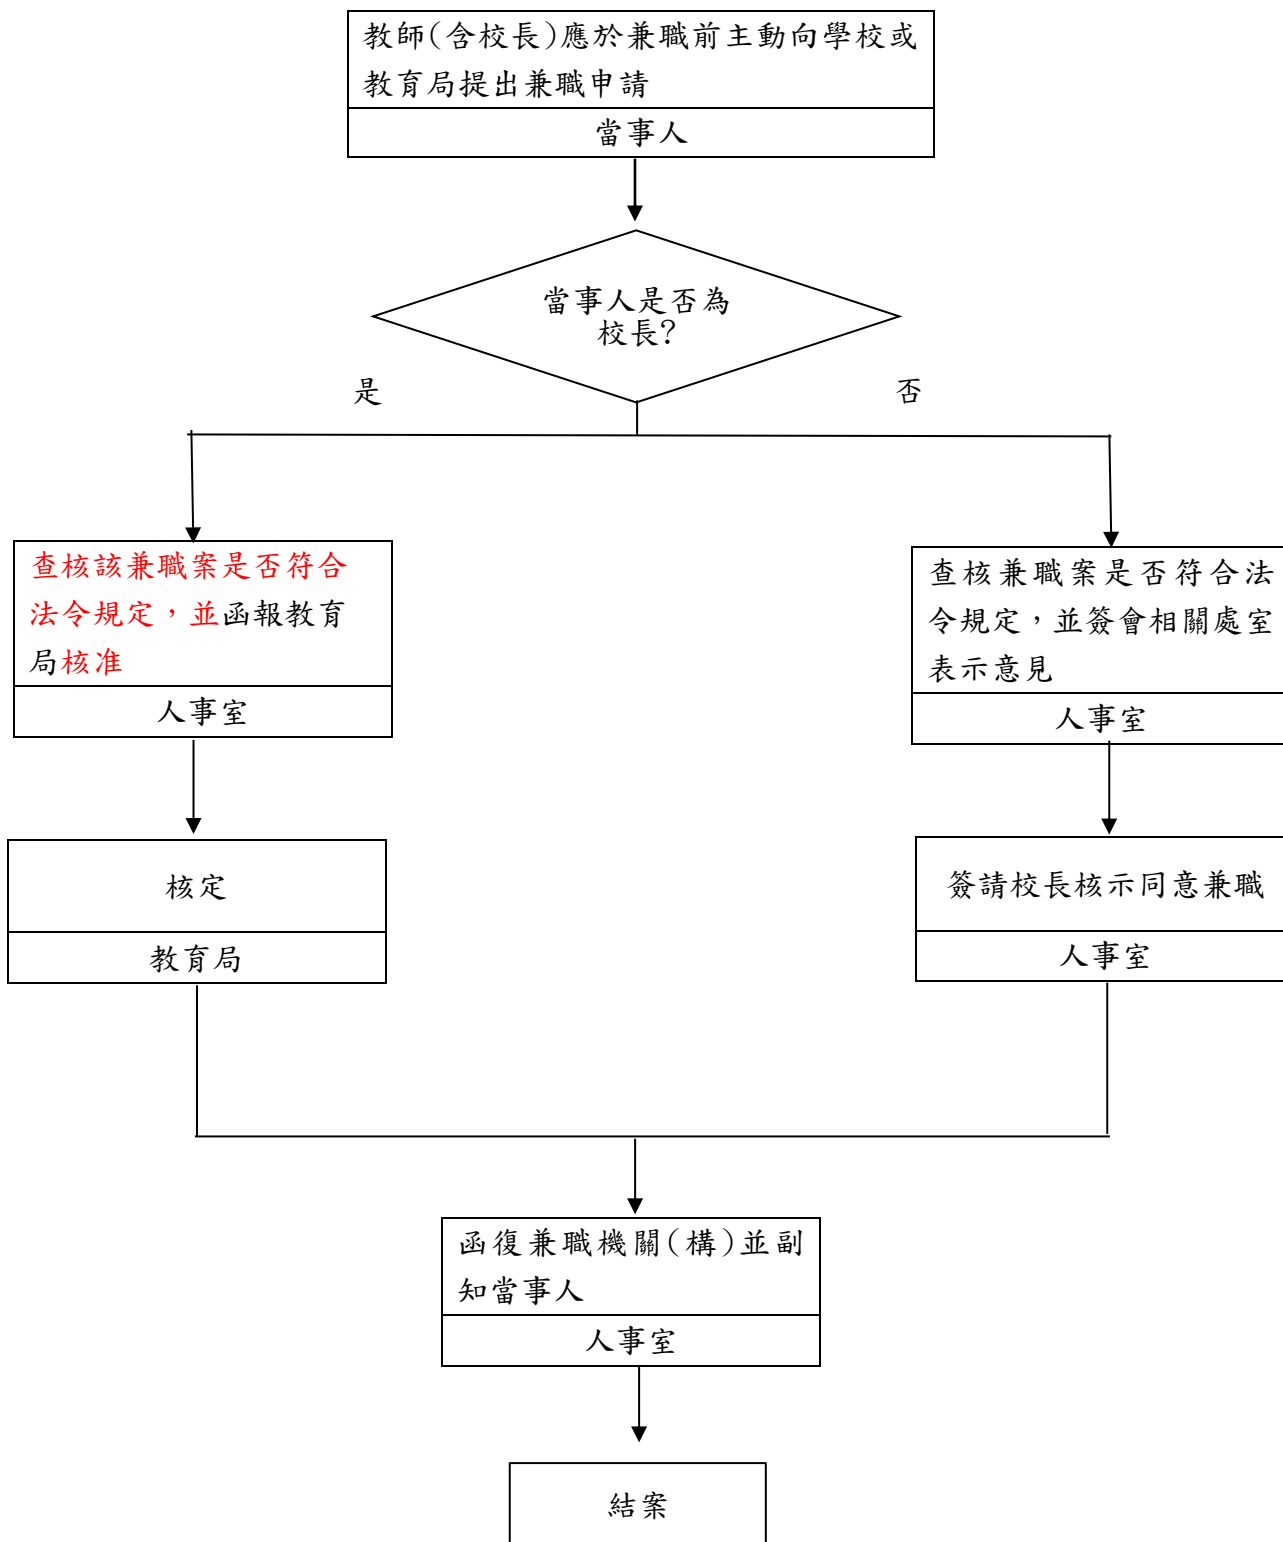 教師(含校長)應於兼職前主動向學校或
教育局提出兼職申請
當事人
當事人是否為
校長?
是
否
查核該兼職案是否符合
法令規定，並函報教育
局核准
人事室
查核兼職案是否符合法
令規定，並簽會相關處室
表示意見
人事室
核定
教育局
簽請校長核示同意兼職
人事室
函復兼職機關(構)並副
知當事人
人事室
結案